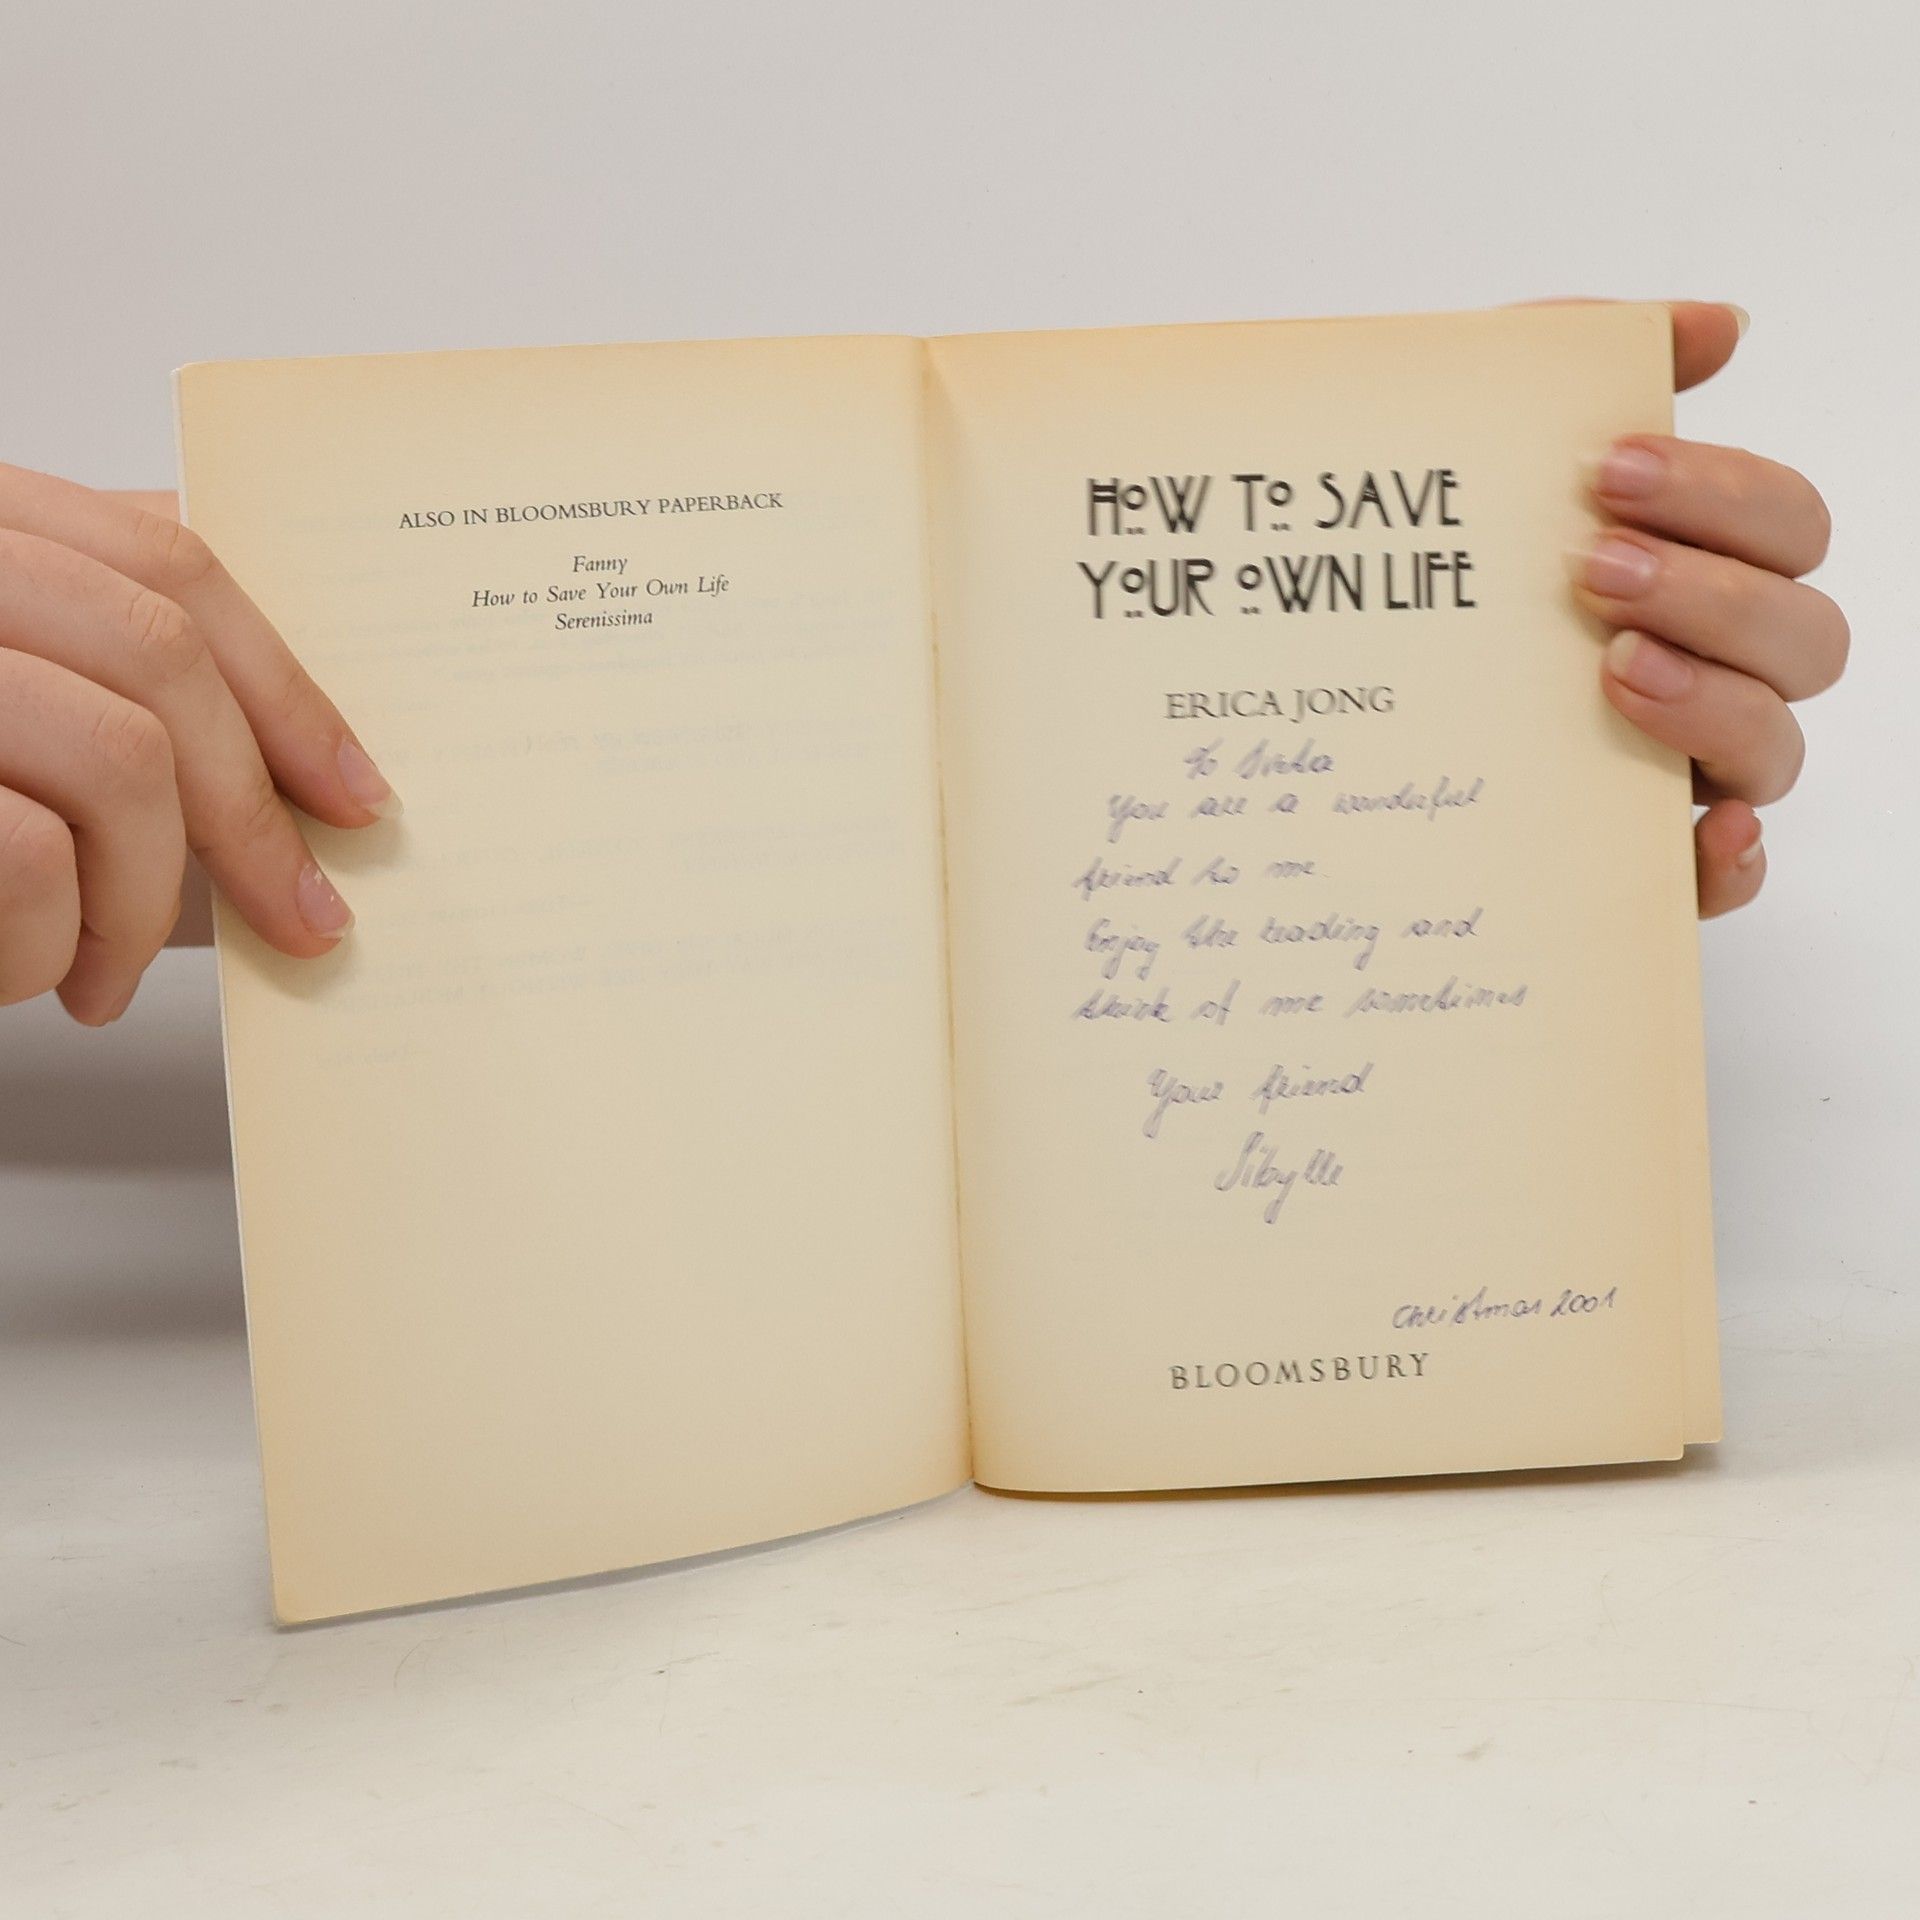 ALSO IN BLOOMSBURY PAPERBACK
Fanny
How to Save Your Own Life
Serenissima
HOW TO SAVE
YOUR OWN LIFE
ERICA JONG
To
You are a wonderful
friend to me.
Enjoy the reading and
think of me sometimes
Your friend
Sibylle
Christmas 2001
BLOOMSBURY